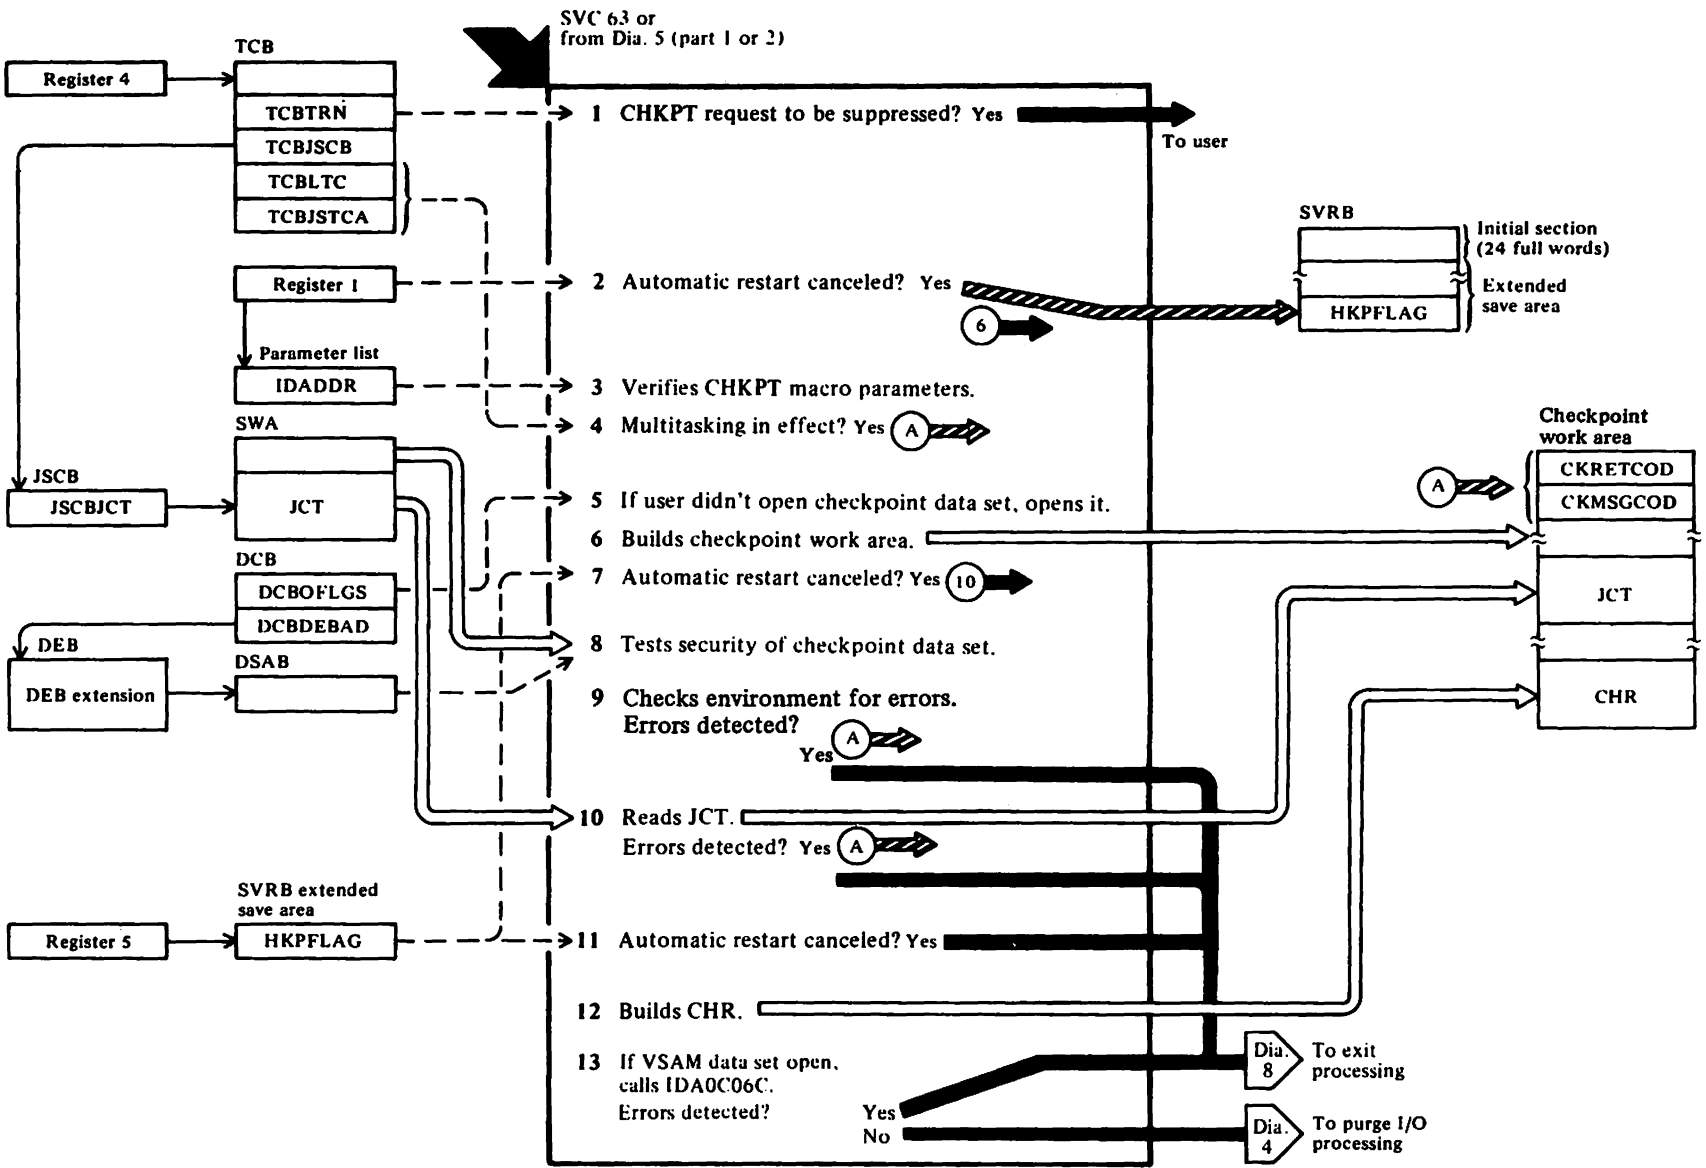 SVC 63 or
from Dia. 5 (part 1 or 2)
TCB
Register 4
TCBTRN
TCBJSCB
TCBLTC
TCBJSTCA
1 CHKPT request to be suppressed? Yes
To user
SVRB
Initial section
(24 full words)
Extended
save area
HKPFLAG
Register 1
2 Automatic restart canceled? Yes
6
Parameter list
IDADDR
3 Verifies CHKPT macro parameters.
SWA
4 Multitasking in effect? Yes A
Checkpoint
work area
CKRETCOD
CKMSGCOD
A
JSCB
JSCBJCT
JCT
5 If user didn't open checkpoint data set, opens it.
6 Builds checkpoint work area.
DCB
7 Automatic restart canceled? Yes 10
DCBOFLGS
DCBDEBAD
JCT
DEB
DEB extension
DSAB
8 Tests security of checkpoint data set.
9 Checks environment for errors.
Errors detected?
Yes A
CHR
10 Reads JCT.
Errors detected? Yes A
SVRB extended
save area
Register 5
HKPFLAG
11 Automatic restart canceled? Yes
12 Builds CHR.
13 If VSAM data set open,
calls IDA0C06C.
Errors detected?
Yes
No
Dia.
8
To exit
processing
Dia.
4
To purge I/O
processing